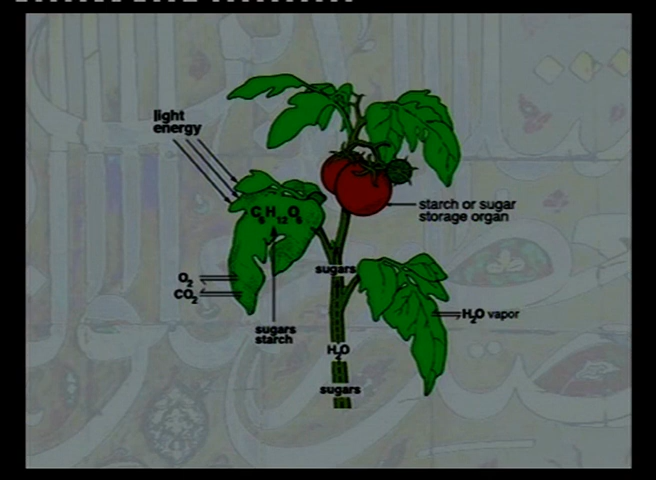 light
energy
C6H12O6
starch or sugar
storage organ
sugars
O2
CO2
H2O vapor
sugars
starch
H2O
sugars